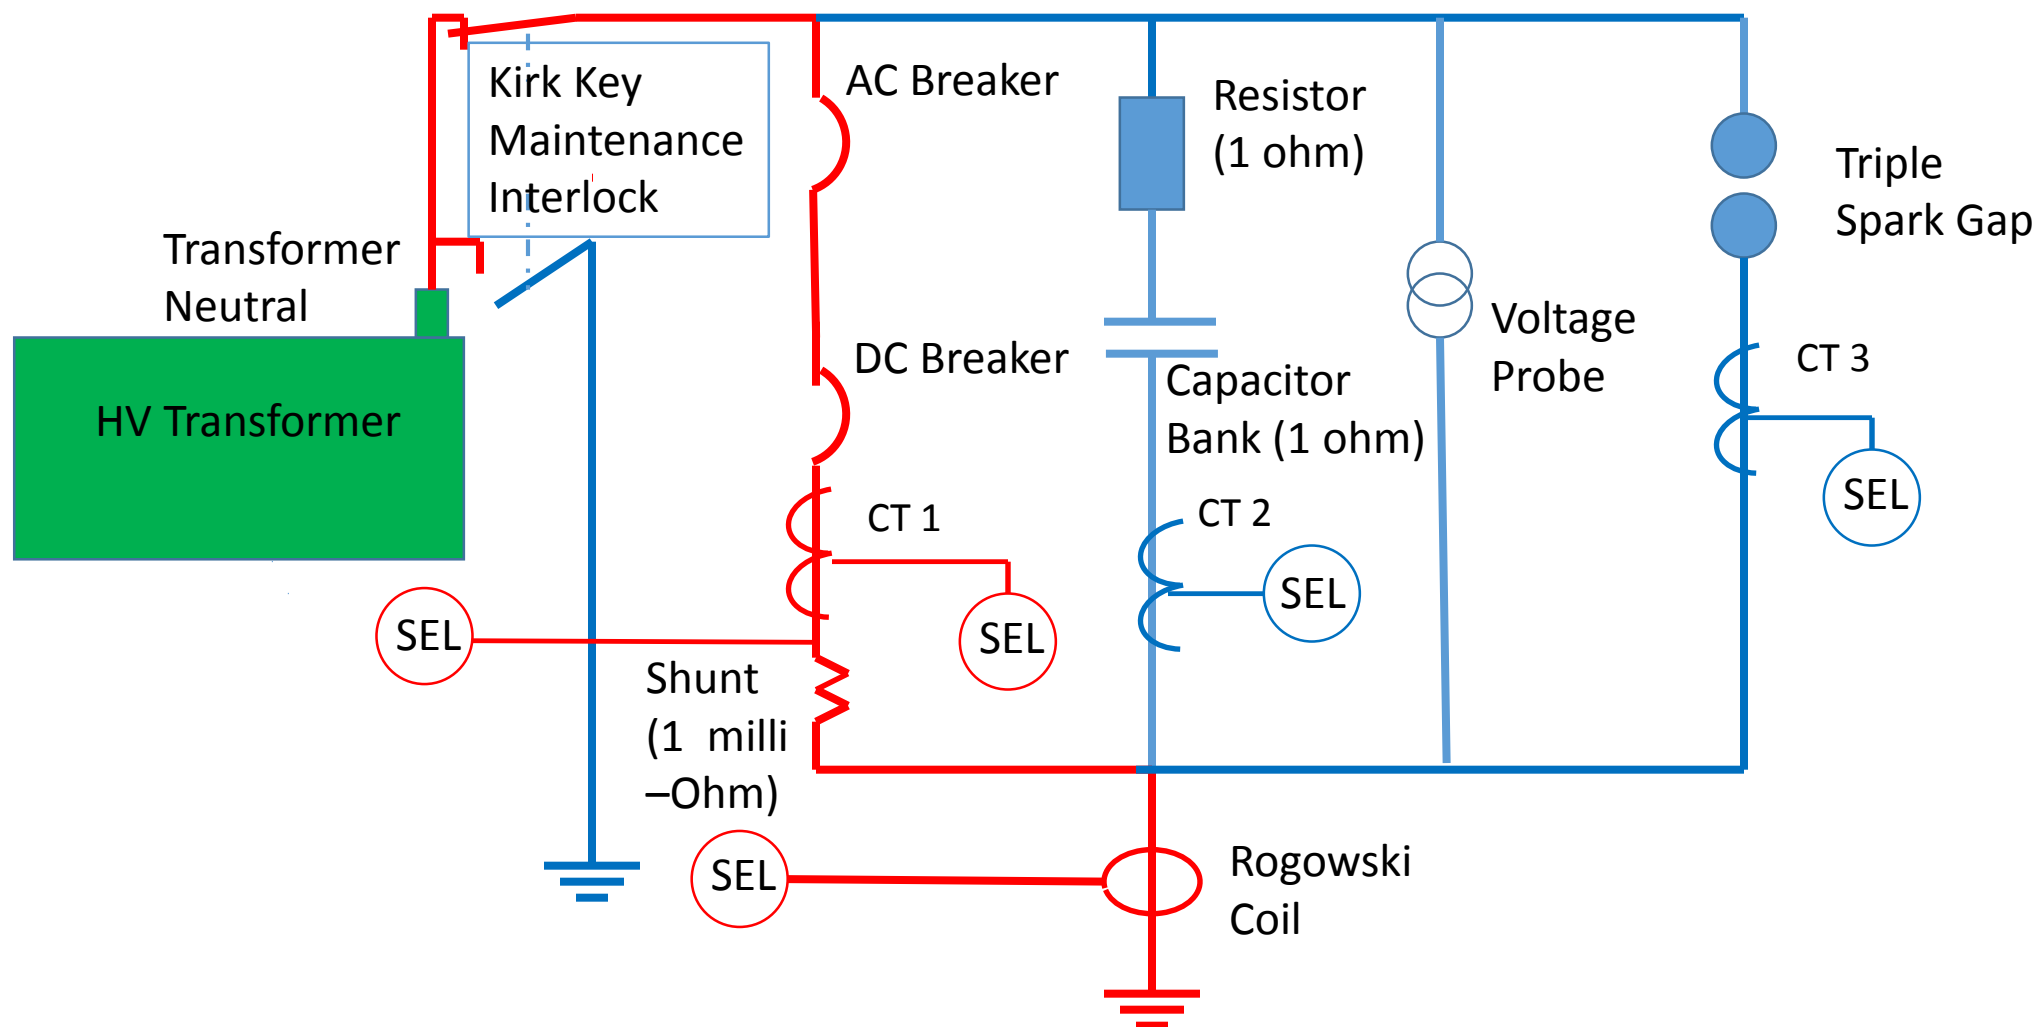 Kirk Key
Maintenance
Interlock
AC Breaker
Resistor
(1 ohm)
Triple
Spark Gap
Transformer
Neutral
HV Transformer
DC Breaker
Capacitor
Bank (1 ohm)
Voltage
Probe
CT 3
SEL
CT 1
CT 2
SEL
SEL
SEL
Shunt
(1  milli
–Ohm)
SEL
Rogowski
Coil